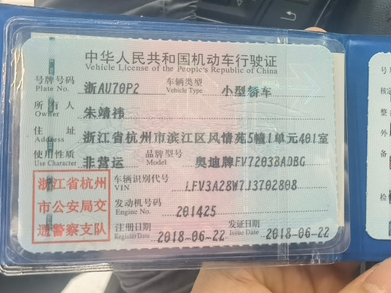 中华人民共和国机动车行驶证
Vehicle License of the People's Republic of China
号牌号码 Plate No. 浙AU70P2 车辆类型 Vehicle Type 小型轿车
所有人 Owner 朱靖祎
住址 Address 浙江省杭州市滨江区风情苑5幢1单元401室
使用性质 Use Character 非营运 品牌型号 Model 奥迪牌FV7203BADBG
浙江省杭州市公安局交通警察支队
车辆识别代号 VIN LFV3A28W7J3702808
发动机号码 Engine No. 201425
注册日期 Register Date 2018-06-22 发证日期 Issue Date 2018-06-22